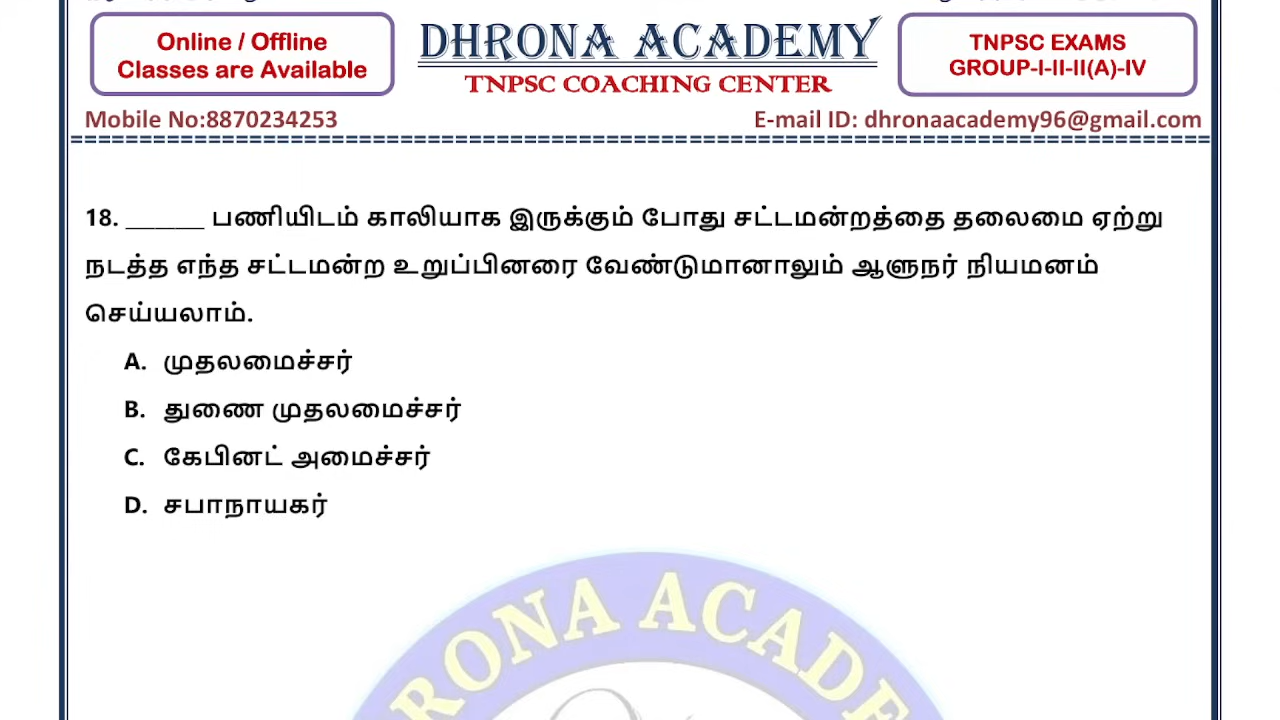 Online / Offline
Classes are Available
DHRONA ACADEMY
TNPSC COACHING CENTER
TNPSC EXAMS
GROUP-I-II-II(A)-IV
Mobile No:8870234253
E-mail ID: dhronaacademy96@gmail.com
18. ______ பணியிடம் காலியாக இருக்கும் போது சட்டமன்றத்தை தலைமை ஏற்று
நடத்த எந்த சட்டமன்ற உறுப்பினரை வேண்டுமானாலும் ஆளுநர் நியமனம்
செய்யலாம்.
A. முதலமைச்சர்
B. துணை முதலமைச்சர்
C. கேபினட் அமைச்சர்
D. சபாநாயகர்
RONA ACADE